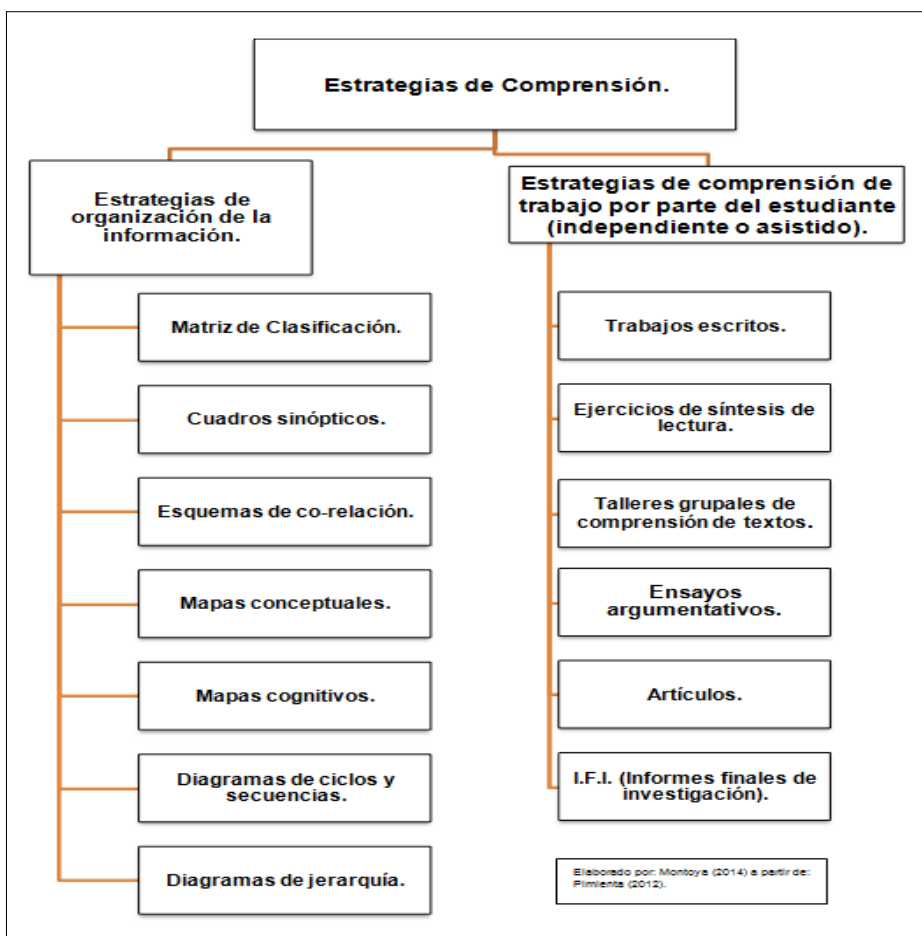 Estrategias de Comprensión.
Estrategias de
organización de la
información.
Matriz de Clasificación.
Cuadros sinópticos.
Esquemas de co-relación.
Mapas conceptuales.
Mapas cognitivos.
Diagramas de ciclos y
secuencias.
Diagramas de jerarquía.
Estrategias de comprensión de
trabajo por parte del estudiante
(independiente o asistido).
Trabajos escritos.
Ejercicios de síntesis de
lectura.
Talleres grupales de
comprensión de textos.
Ensayos
argumentativos.
Artículos.
I.F.I. (Informes finales de
investigación).
Elaborado por: Montoya (2014) a partir de:
Pimienta (2012).